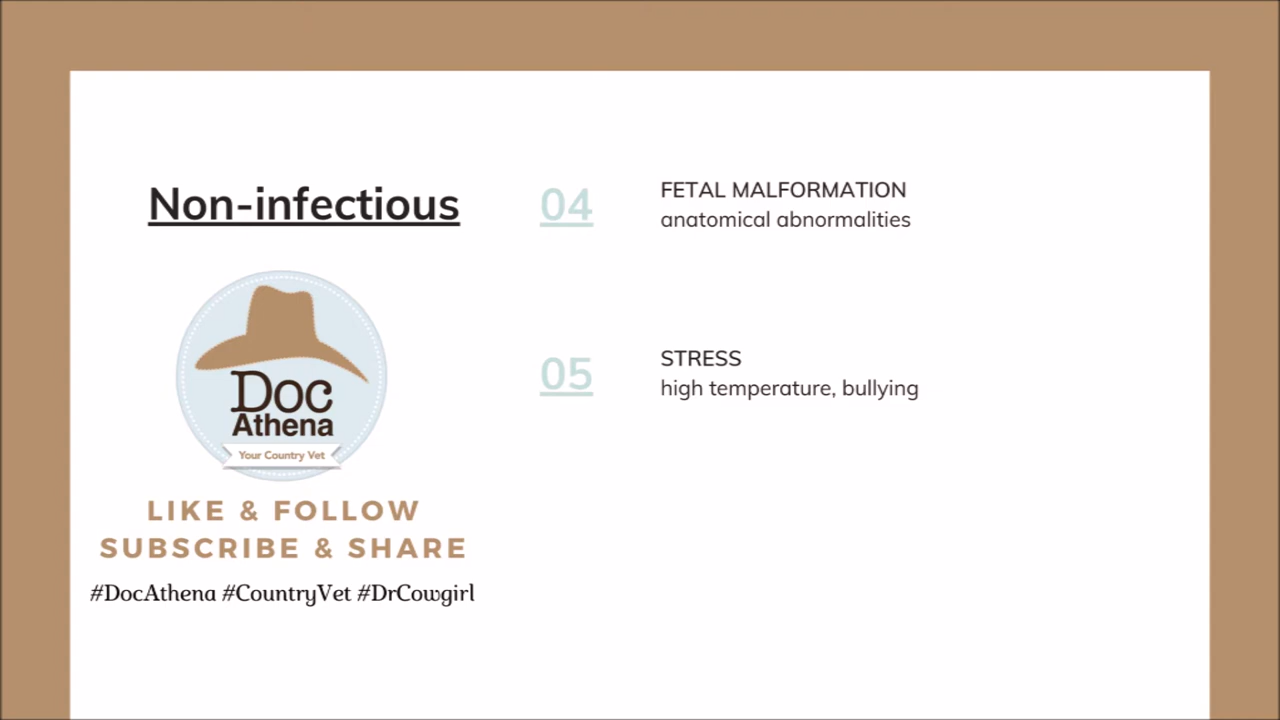 Non-infectious
04
FETAL MALFORMATION
anatomical abnormalities
05
STRESS
high temperature, bullying
Doc
Athena
Your Country Vet
LIKE & FOLLOW
SUBSCRIBE & SHARE
#DocAthena #CountryVet #DrCowgirl